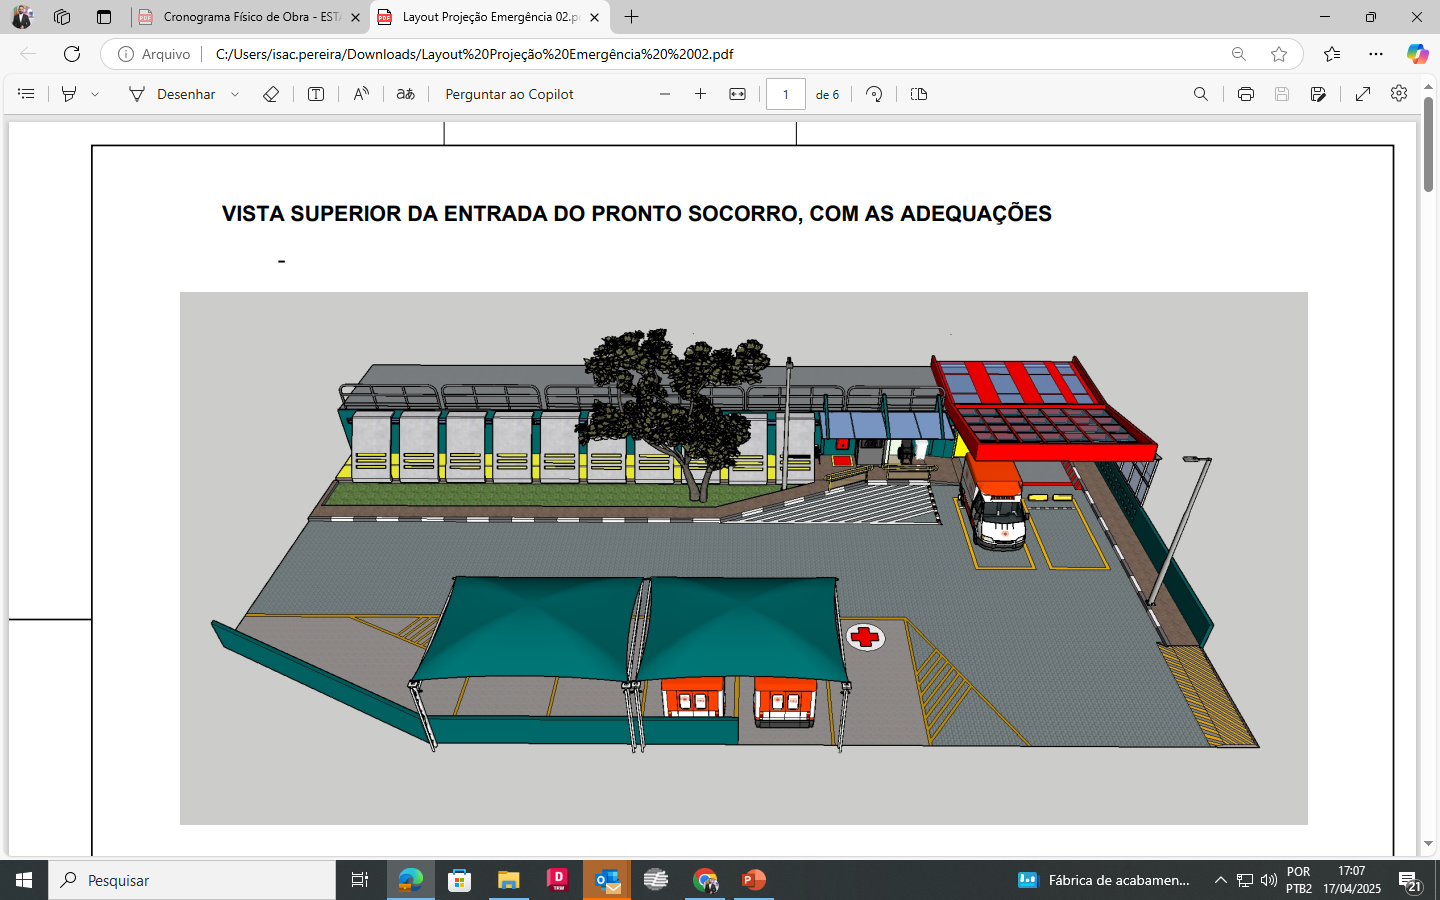 Cronograma Físico de Obra - EST
Layout Projeção Emergência 02.p
Arquivo
C:/Users/isac.pereira/Downloads/Layout%20Projeção%20Emergência%20%2002.pdf
Desenhar
aあ
Perguntar ao Copilot
1
de 6
VISTA SUPERIOR DA ENTRADA DO PRONTO SOCORRO, COM AS ADEQUAÇÕES
-
Pesquisar
Fábrica de acabamen...
POR
PTB2
17:07
17/04/2025
21